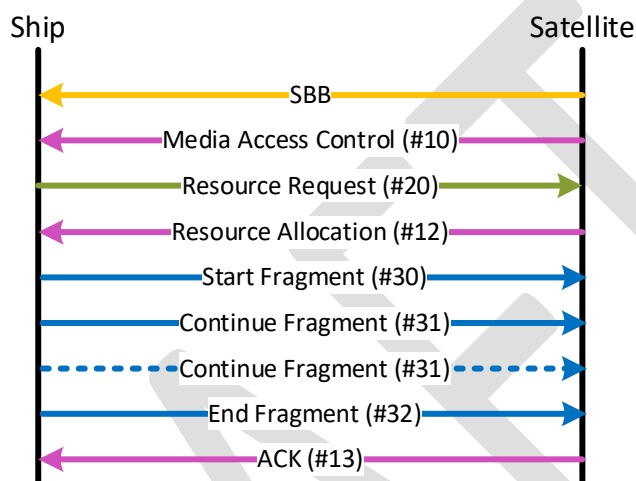 Ship Satellite
SBB
Media Access Control (#10)
Resource Request (#20)
Resource Allocation (#12)
Start Fragment (#30)
Continue Fragment (#31)
Continue Fragment (#31)
End Fragment (#32)
ACK (#13)